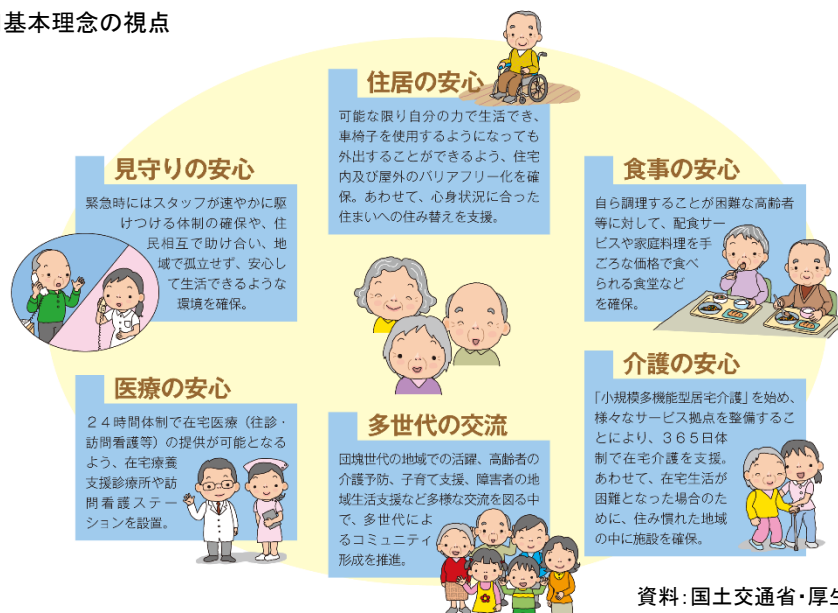 基本理念の視点
住居の安心
可能な限り自分の力で生活でき、
車椅子を使用するようになっても
外出することができるよう、住宅
内及び屋外のバリアフリー化を確
保。あわせて、心身状況に合った
住まいへの住み替えを支援。
見守りの安心
緊急時にはスタッフが速やかに駆
けつける体制の確保や、住
民相互で助け合い、地
域で孤立せず、安心し
て生活できるような
環境を確保。
食事の安心
自ら調理することが困難な高齢者
等に対して、配食サー
ビスや家庭料理を手
ごろな価格で食べ
られる食堂など
を確保。
医療の安心
２４時間体制で在宅医療（往診・
訪問看護等）の提供が可能となる
よう、在宅療養
支援診療所や訪
問看護ステー
ションを設置。
多世代の交流
団塊世代の地域での活躍、高齢者の
介護予防、子育て支援、障害者の地
域生活支援など多様な交流を図る中
で、多世代によ
るコミュニティ
形成を推進。
介護の安心
「小規模多機能型居宅介護」を始め、
様々なサービス拠点を整備するこ
とにより、３６５日体
制で在宅介護を支援。
あわせて、在宅生活が
困難となった場合のた
めに、住み慣れた地域
の中に施設を確保。
資料：国土交通省・厚生